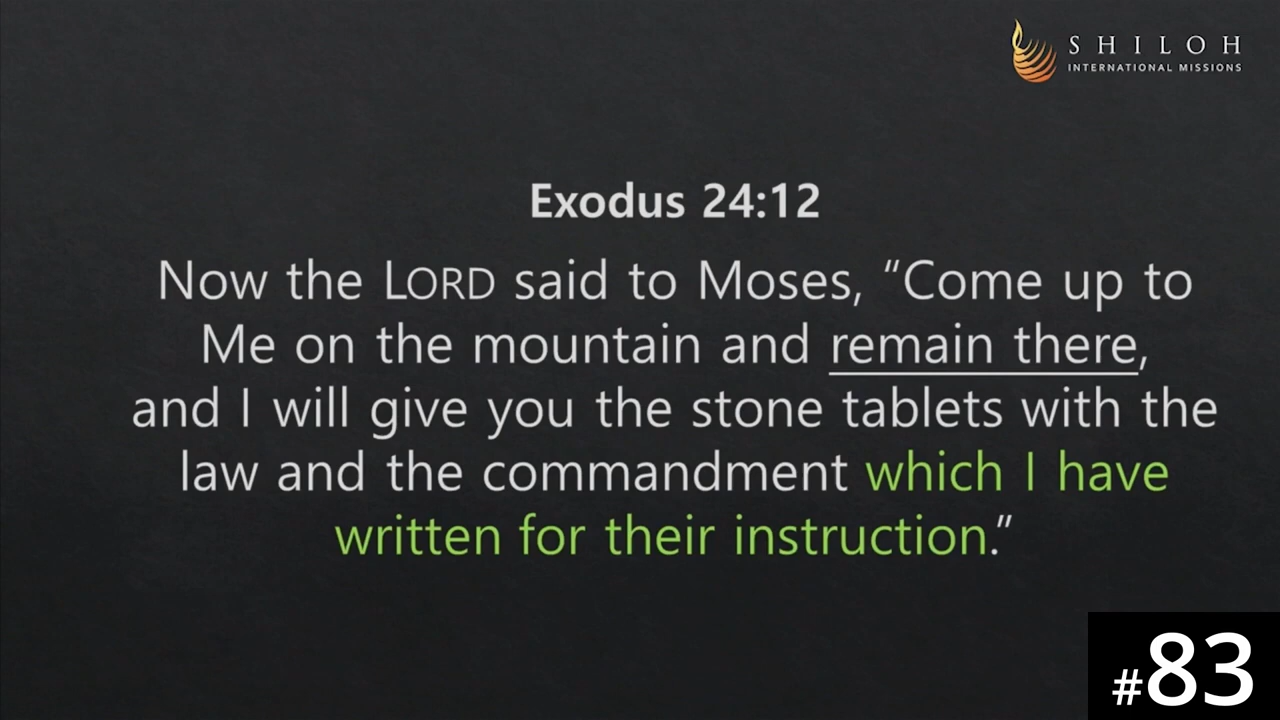 SHILOH
INTERNATIONAL MISSIONS
Exodus 24:12
Now the LORD said to Moses, “Come up to
Me on the mountain and remain there,
and I will give you the stone tablets with the
law and the commandment which I have
written for their instruction.”
#83